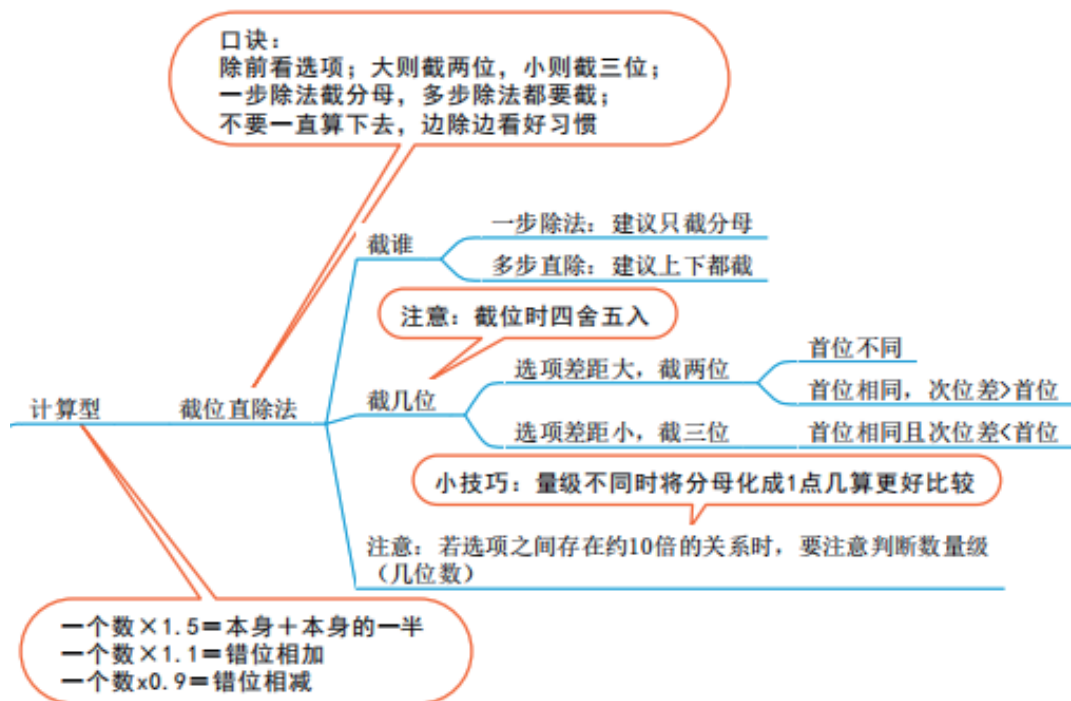 口诀：
除前看选项；大则截两位，小则截三位；
一步除法截分母，多步除法都要截；
不要一直算下去，边除边看好习惯
截谁
一步除法：建议只截分母
多步直除：建议上下都截
注意：截位时四舍五入
计算型
截位直除法
截几位
选项差距大，截两位
首位不同
首位相同，次位差>首位
选项差距小，截三位
首位相同且次位差<首位
小技巧：量级不同时将分母化成1点几算更好比较
注意：若选项之间存在约10倍的关系时，要注意判断数量级
（几位数）
一个数×1.5＝本身＋本身的一半
一个数×1.1＝错位相加
一个数x0.9＝错位相减